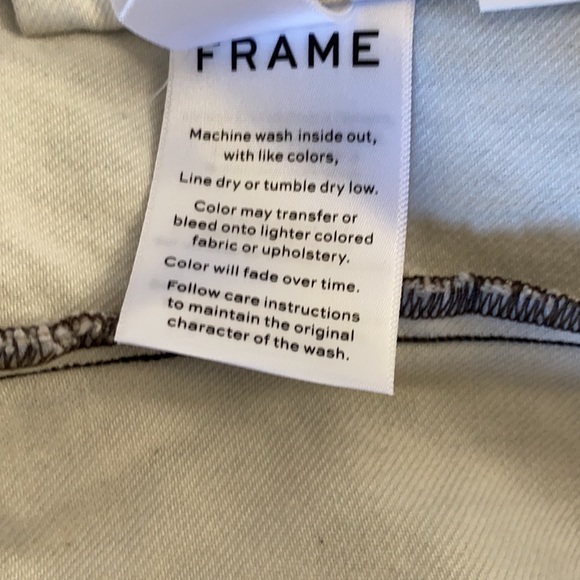 FRAME
Machine wash inside out,
with like colors,
Line dry or tumble dry low.
Color may transfer or
bleed onto lighter colored
fabric or upholstery.
Color will fade over time.
Follow care instructions
to maintain the original
character of the wash.